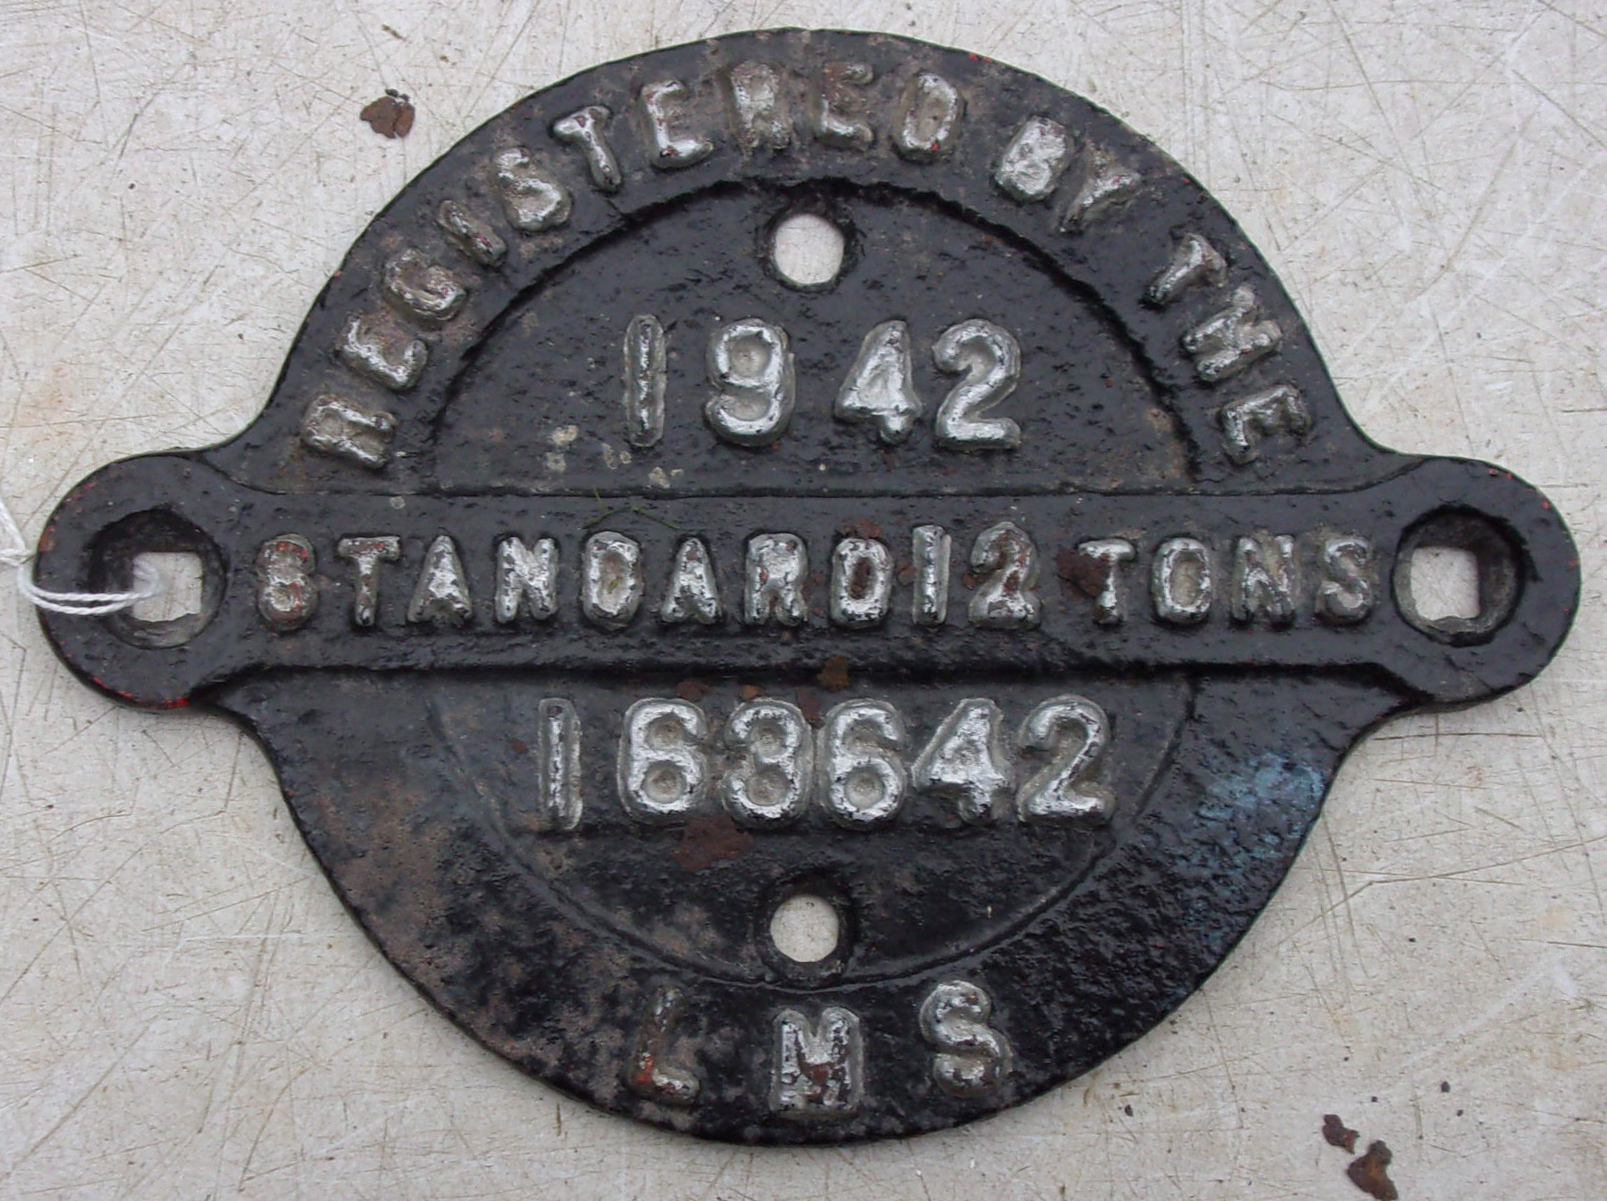 REGISTERED BY THE
1942
STANDARD 12 TONS
163642
LMS